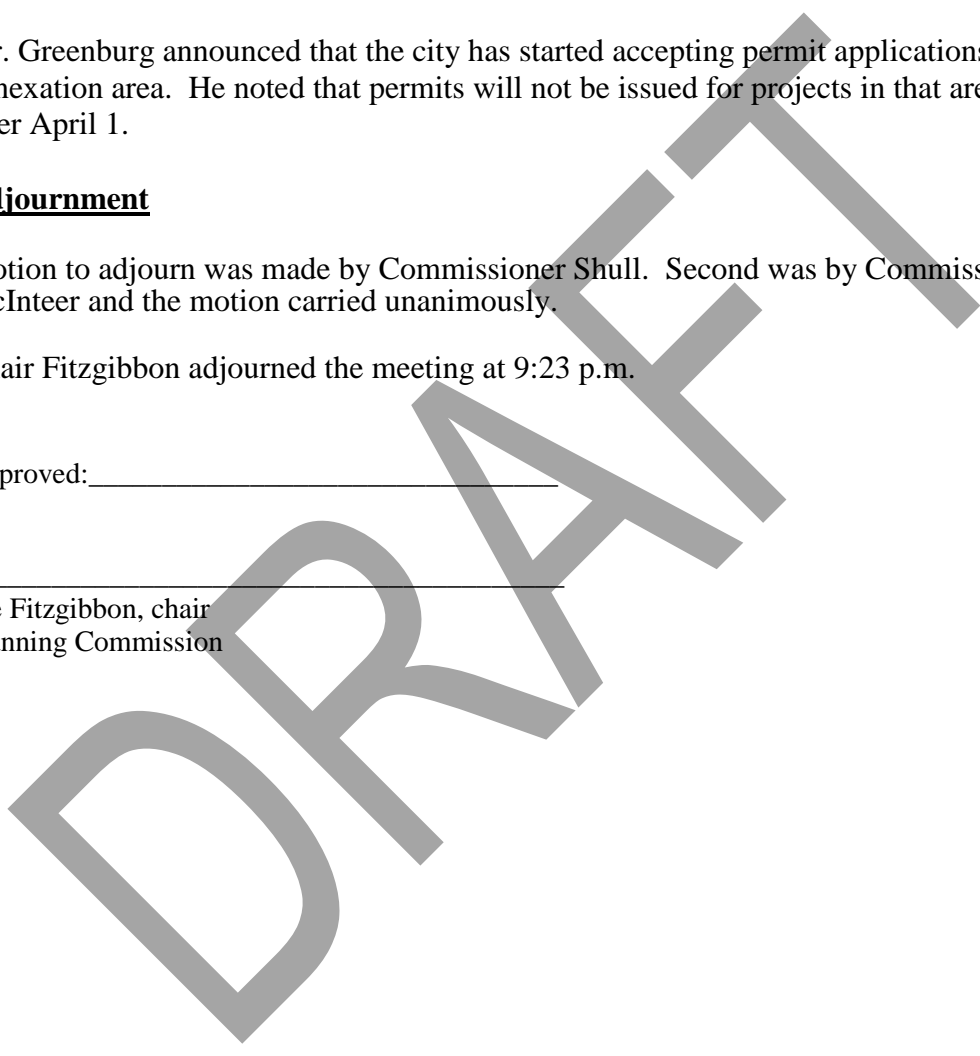 r. Greenburg announced that the city has started accepting permit applications
nexation area.  He noted that permits will not be issued for projects in that are
er April 1.
djournment
otion to adjourn was made by Commissioner Shull.  Second was by Commiss
cInteer and the motion carried unanimously.
air Fitzgibbon adjourned the meeting at 9:23 p.m.
proved:________________________________
e Fitzgibbon, chair
nning Commission
DRAFT